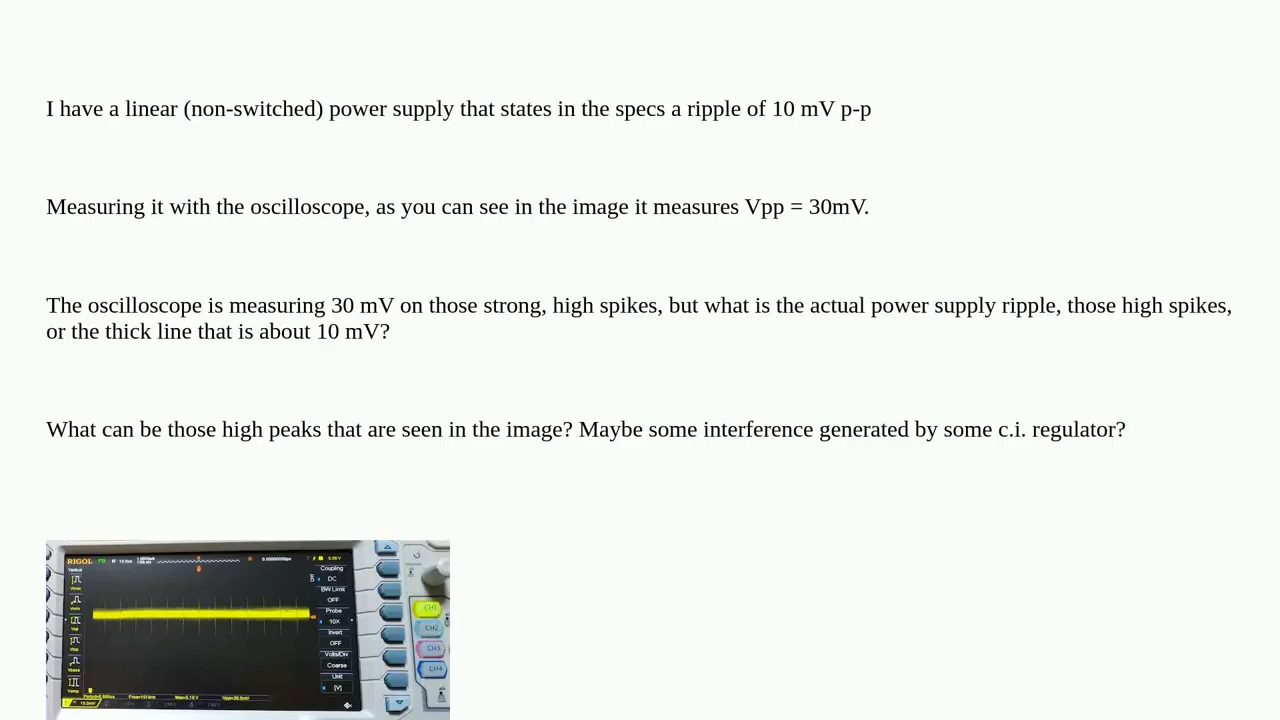 I have a linear (non-switched) power supply that states in the specs a ripple of 10 mV p-p
Measuring it with the oscilloscope, as you can see in the image it measures Vpp = 30mV.
The oscilloscope is measuring 30 mV on those strong, high spikes, but what is the actual power supply ripple, those high spikes,
or the thick line that is about 10 mV?
What can be those high peaks that are seen in the image? Maybe some interference generated by some c.i. regulator?
RIGOL
Vertical
Coupling
DC
BW Limit
OFF
Probe
10X
Invert
OFF
Volts/Div
Coarse
Unit
[V]
CH1
CH2
CH3
CH4